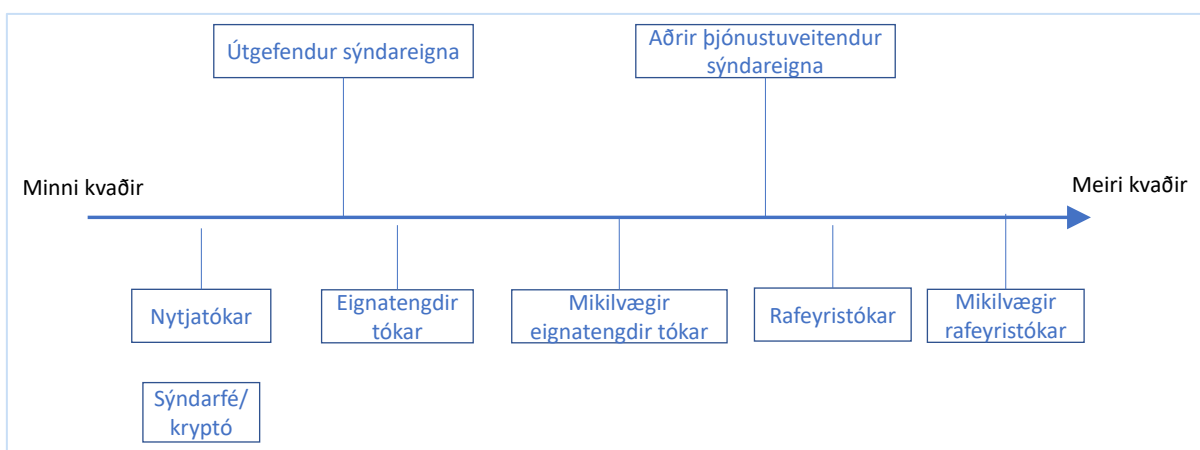 Útgefendur sýndareigna
Aðrir þjónustuveitendur
sýndareigna
Minni kvaðir
Meiri kvaðir
Nytjatókar
Eignatengdir
tókar
Mikilvægir
eignatengdir tókar
Rafeyristókar
Mikilvægir
rafeyristókar
Sýndarfé/
kryptó